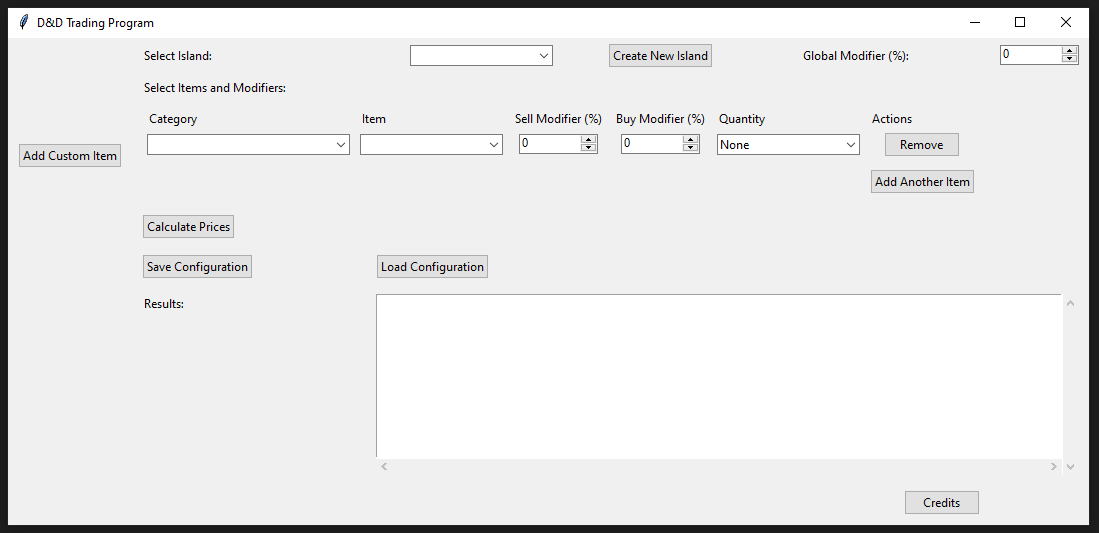 D&D Trading Program
Select Island: Create New Island Global Modifier (%): 0
Select Items and Modifiers:
Category Item Sell Modifier (%) Buy Modifier (%) Quantity Actions
0 0 None Remove
Add Custom Item
Add Another Item
Calculate Prices
Save Configuration Load Configuration
Results:
Credits